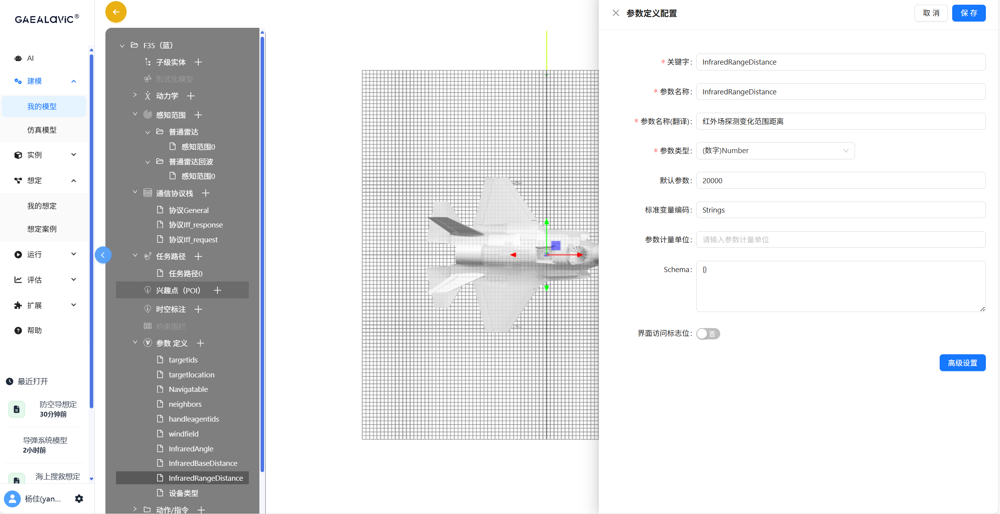 GAEALAVIC®
AI
建模
我的模型
仿真模型
实例
想定
我的想定
想定案例
运行
评估
扩展
帮助
最近打开
防空导想定
30分钟前
导弹系统模型
2小时前
海上搜救想定
杨佳(yan...
F35（蓝）
子级实体
形式化模型
动力学
感知范围
普通雷达
感知范围0
普通雷达回波
感知范围0
通信协议栈
协议General
协议Iff_response
协议Iff_request
任务路径
任务路径0
兴趣点（POI）
时空标注
约束围栏
参数 定义
targetids
targetlocation
Navigatable
neighbors
handleagentids
windfield
InfraredAngle
InfraredBaseDistance
InfraredRangeDistance
设备类型
动作/指令
参数定义配置
取 消
保 存
* 关键字: InfraredRangeDistance
* 参数名称: InfraredRangeDistance
* 参数名称(翻译): 红外场探测变化范围距离
* 参数类型: (数字)Number
默认参数: 20000
标准变量编码: Strings
参数计量单位: 请输入参数计量单位
Schema: {}
界面访问标志位: 否
高级设置